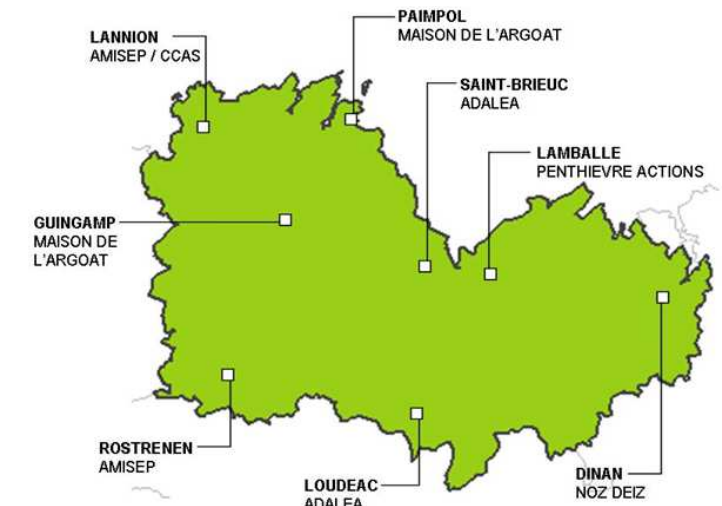 PAIMPOL
MAISON DE L'ARGOAT
LANNION
AMISEP / CCAS
SAINT-BRIEUC
ADALEA
LAMBALLE
PENTHIEVRE ACTIONS
GUINGAMP
MAISON DE
L'ARGOAT
ROSTRENEN
AMISEP
LOUDEAC
ADALEA
DINAN
NOZ DEIZ